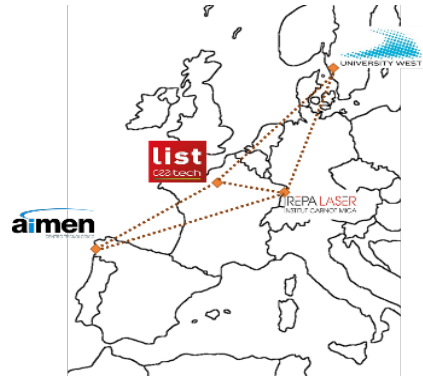 UNIVERSITY WEST
list
cea tech
IREPA LASER
INSTITUT CARNOT MICA
aimen